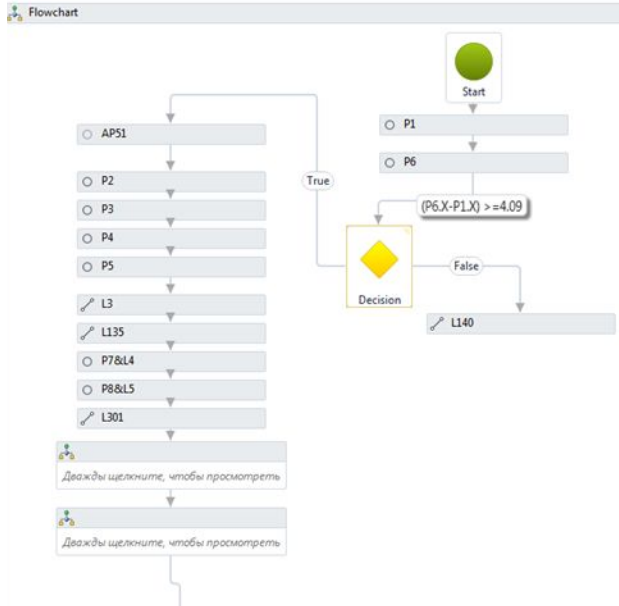 Flowchart
Start
P1
P6
(P6.X-P1.X) >=4.09
Decision
True
False
L140
AP51
P2
P3
P4
P5
L3
L135
P7&L4
P8&L5
L301
Дважды щелкните, чтобы просмотреть
Дважды щелкните, чтобы просмотреть